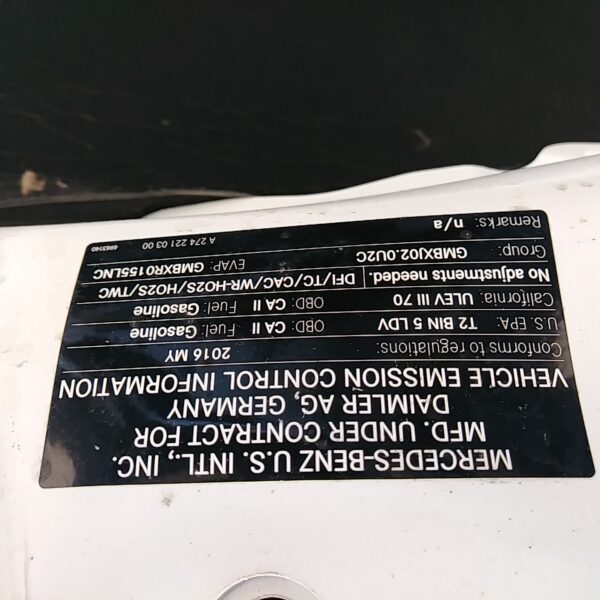 MERCEDES-BENZ U.S. INTL., INC.
MFD. UNDER CONTRACT FOR
DAIMLER AG, GERMANY
VEHICLE EMISSION CONTROL INFORMATION
Conforms to regulations: 2016 MY
U.S. EPA: T2 BIN 5 LDV OBD: CA II Fuel: Gasoline
California: ULEV III 70 OBD: CA II Fuel: Gasoline
No adjustments needed. DFI/TC/CAC/WR-HO2S/HO2S/TWC
Group: GMBXJ02.0U2C EVAP: GMBXR0155LNC
Remarks: n/a
A 274 221 03 00